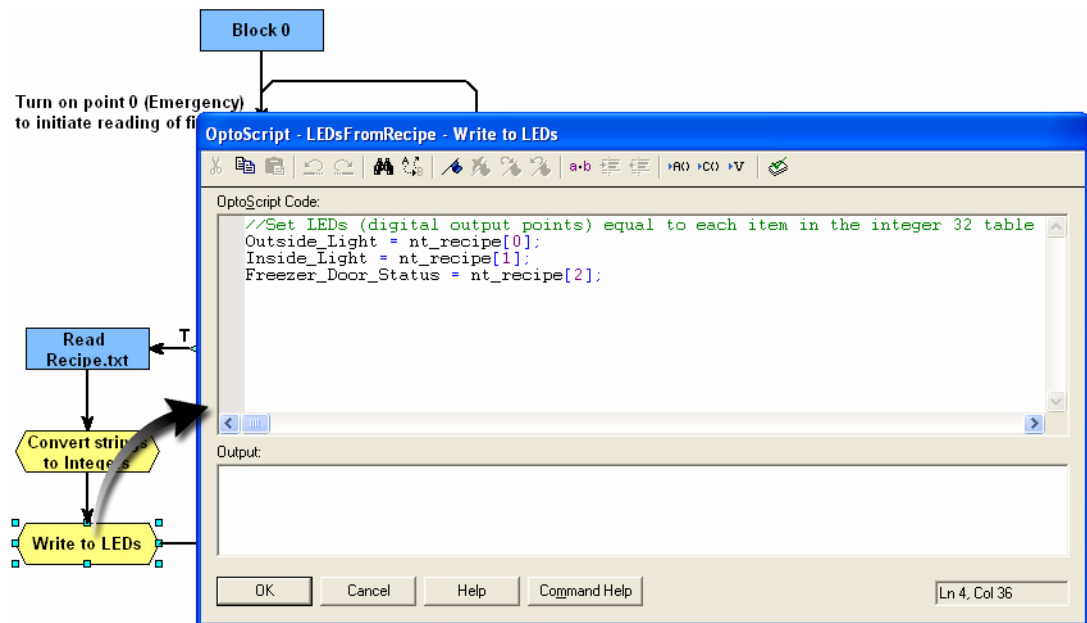 Block 0
Turn on point 0 (Emergency)
to initiate reading of fi
OptoScript - LEDsFromRecipe - Write to LEDs
a•b
A()
C()
V
OptoScript Code:
//Set LEDs (digital output points) equal to each item in the integer 32 table
Outside_Light = nt_recipe[0];
Inside_Light = nt_recipe[1];
Freezer_Door_Status = nt_recipe[2];
Read
Recipe.txt
T
Convert strings
to Integers
Write to LEDs
Output:
OK
Cancel
Help
Command Help
Ln 4, Col 36